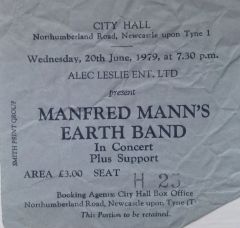 CITY HALL
Northumberland Road, Newcastle upon Tyne 1
Wednesday, 20th June, 1979, at 7.30 p.m.
ALEC LESLIE ENT. LTD
present
MANFRED MANN'S
EARTH BAND
In Concert
Plus Support
AREA £3.00 SEAT H 25
Booking Agents: City Hall Box Office
Northumberland Road, Newcastle upon Tyne (T)
This Portion to be retained.
SMITH PRINT GROUP